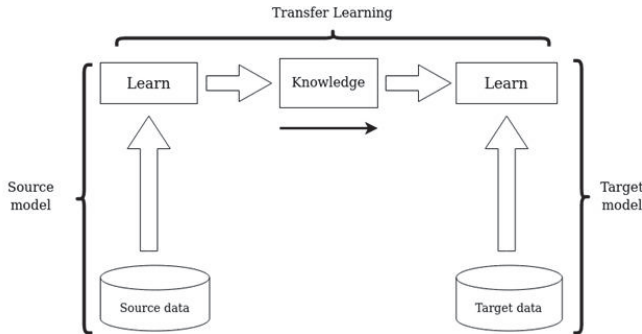 Transfer Learning
Learn
Knowledge
Learn
Source
model
Target
model
Source data
Target data